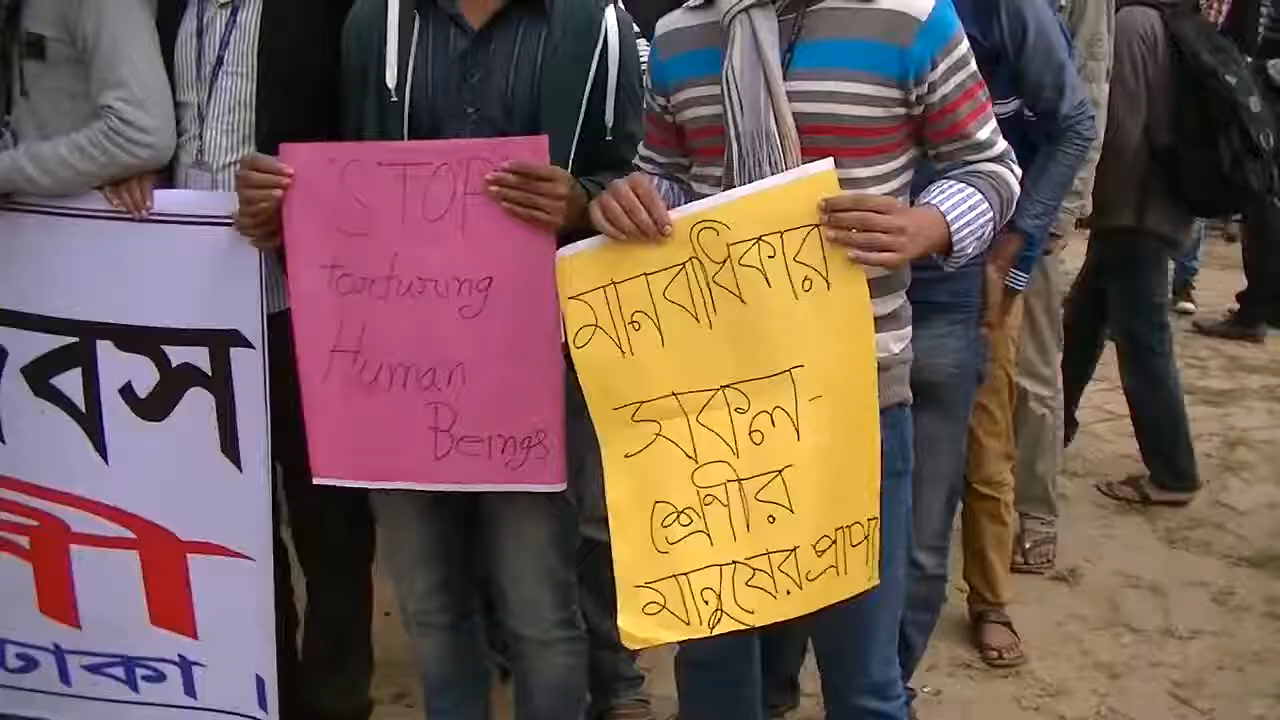 "STOP"
Torturing
Human
Beings
মানবাধিকার
সকল-
শ্রেণীর
মানুষের প্রাপ্য
বস
ঢাকা ।